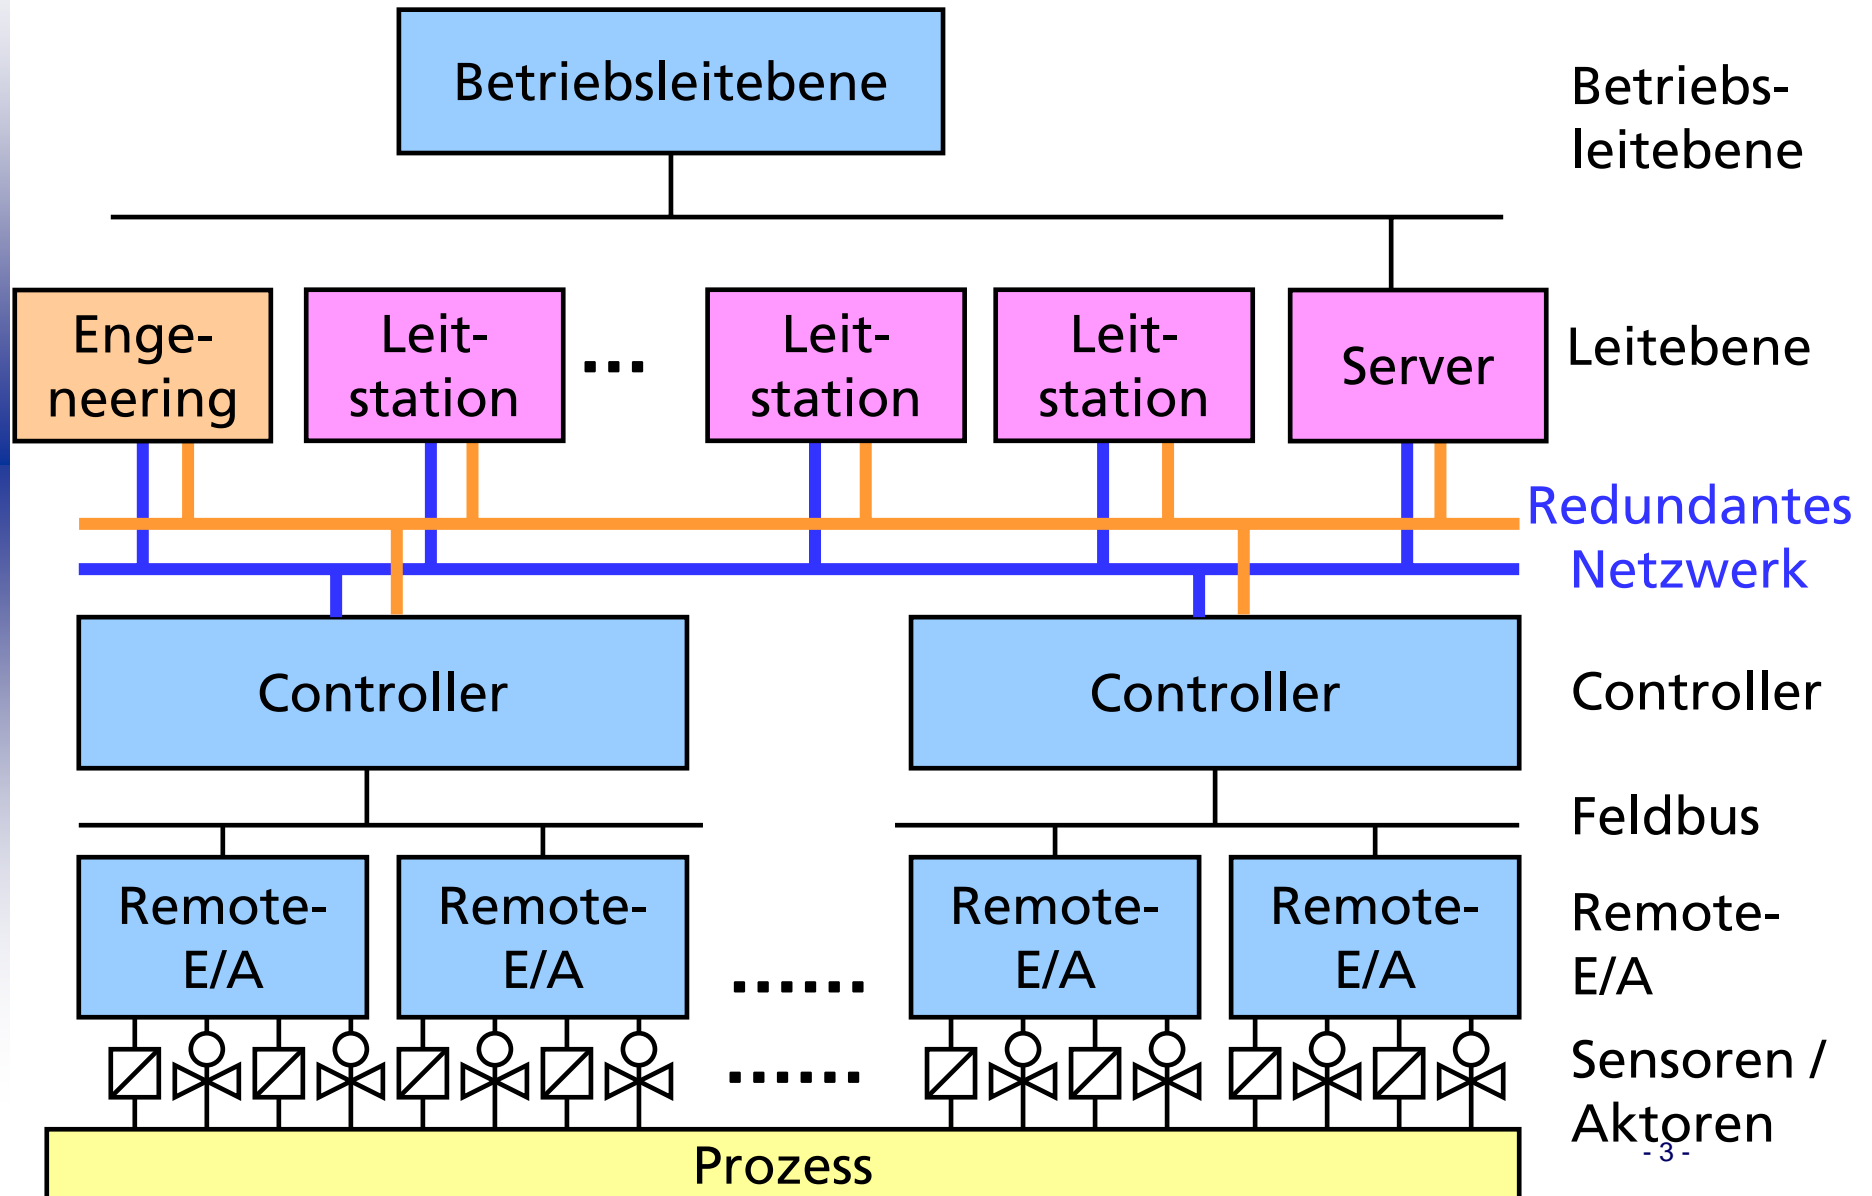 Betriebsleitebene
Betriebs-
leitebene
Enge-
neering
Leit-
station
...
Leit-
station
Leit-
station
Server
Leitebene
Redundantes
Netzwerk
Controller
Controller
Controller
Feldbus
Remote-
E/A
Remote-
E/A
......
Remote-
E/A
Remote-
E/A
Remote-
E/A
......
Sensoren /
Aktoren
- 3 -
Prozess